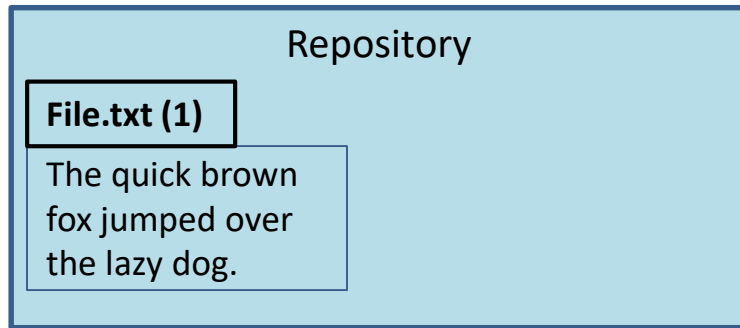 Repository
File.txt (1)
The quick brown
fox jumped over
the lazy dog.